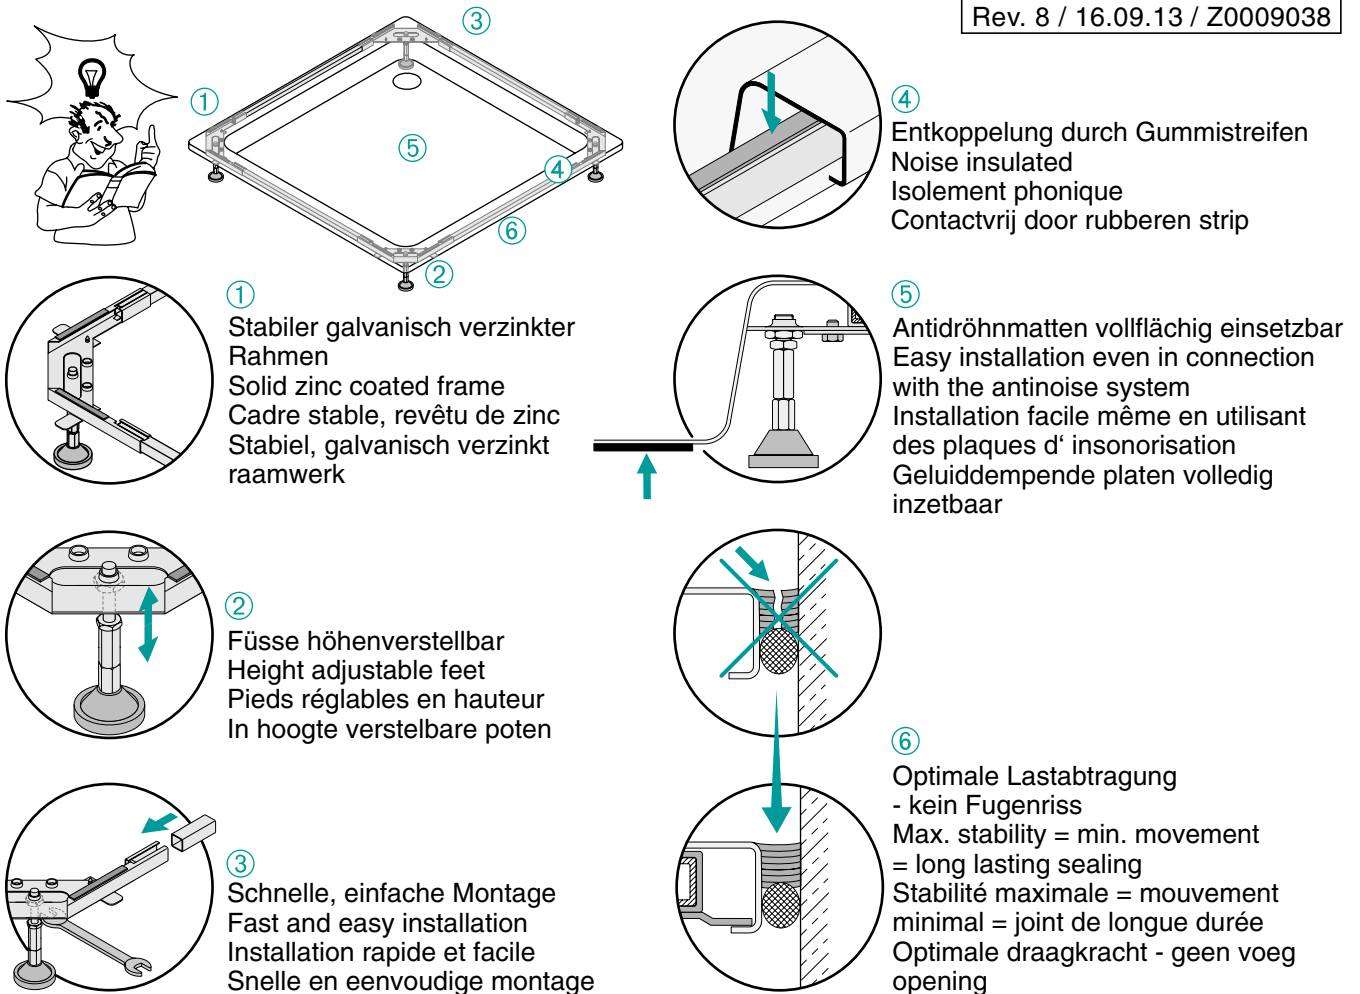 Rev. 8 / 16.09.13 / Z0009038
③
①
⑤
④
⑥
②
①
Stabiler galvanisch verzinkter
Rahmen
Solid zinc coated frame
Cadre stable, revêtu de zinc
Stabiel, galvanisch verzinkt
raamwerk
②
Füsse höhenverstellbar
Height adjustable feet
Pieds réglables en hauteur
In hoogte verstelbare poten
③
Schnelle, einfache Montage
Fast and easy installation
Installation rapide et facile
Snelle en eenvoudige montage
④
Entkoppelung durch Gummistreifen
Noise insulated
Isolement phonique
Contactvrij door rubberen strip
⑤
Antidröhnmatten vollflächig einsetzbar
Easy installation even in connection
with the antinoise system
Installation facile même en utilisant
des plaques d‘ insonorisation
Geluiddempende platen volledig
inzetbaar
⑥
Optimale Lastabtragung
- kein Fugenriss
Max. stability = min. movement
= long lasting sealing
Stabilité maximale = mouvement
minimal = joint de longue durée
Optimale draagkracht - geen voeg
opening